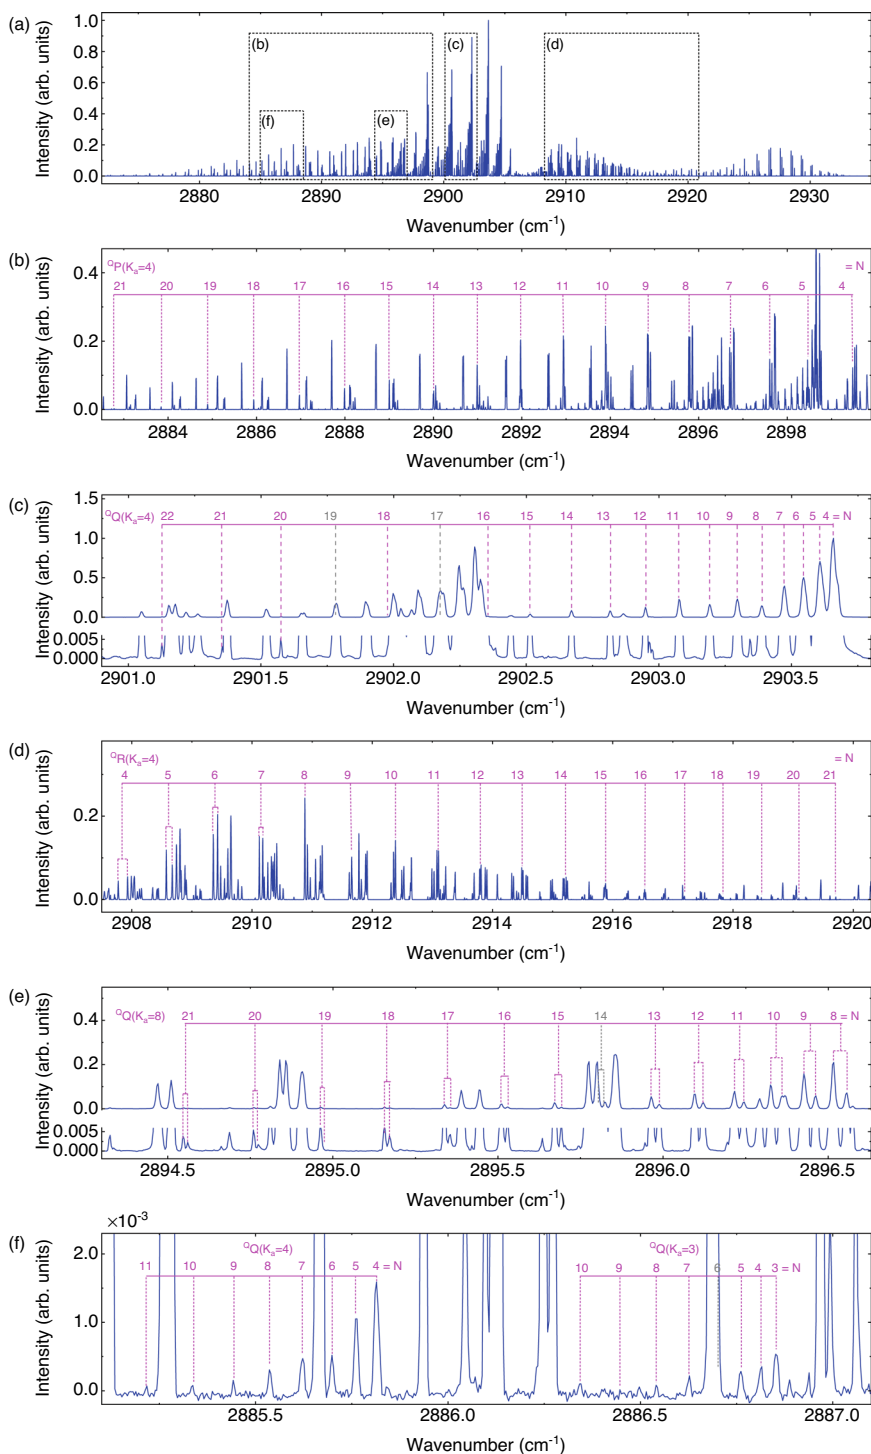 (a)
Intensity (arb. units)
1.0
0.8
0.6
0.4
0.2
0.0
(b)
(c)
(d)
(f)
(e)
2880 2890 2900 2910 2920 2930
Wavenumber (cm⁻¹)
(b)
Intensity (arb. units)
0.4
0.2
0.0
ᵠP(Kₐ=4)
= N
21 20 19 18 17 16 15 14 13 12 11 10 9 8 7 6 5 4
2884 2886 2888 2890 2892 2894 2896 2898
Wavenumber (cm⁻¹)
(c)
Intensity (arb. units)
1.5
1.0
0.5
0.0
0.005
0.000
ᵠQ(Kₐ=4) 22 21 20 19 18 17 16 15 14 13 12 11 10 9 8 7 6 5 4 = N
2901.0 2901.5 2902.0 2902.5 2903.0 2903.5
Wavenumber (cm⁻¹)
(d)
Intensity (arb. units)
0.2
0.0
ᵠR(Kₐ=4)
= N
4 5 6 7 8 9 10 11 12 13 14 15 16 17 18 19 20 21
2908 2910 2912 2914 2916 2918 2920
Wavenumber (cm⁻¹)
(e)
Intensity (arb. units)
0.4
0.2
0.0
0.005
0.000
ᵠQ(Kₐ=8) 21 20 19 18 17 16 15 14 13 12 11 10 9 8 = N
2894.5 2895.0 2895.5 2896.0 2896.5
Wavenumber (cm⁻¹)
(f)
×10⁻³
Intensity (arb. units)
2.0
1.0
0.0
ᵠQ(Kₐ=4)
11 10 9 8 7 6 5 4 = N
ᵠQ(Kₐ=3)
10 9 8 7 6 5 4 3 = N
2885.5 2886.0 2886.5 2887.0
Wavenumber (cm⁻¹)